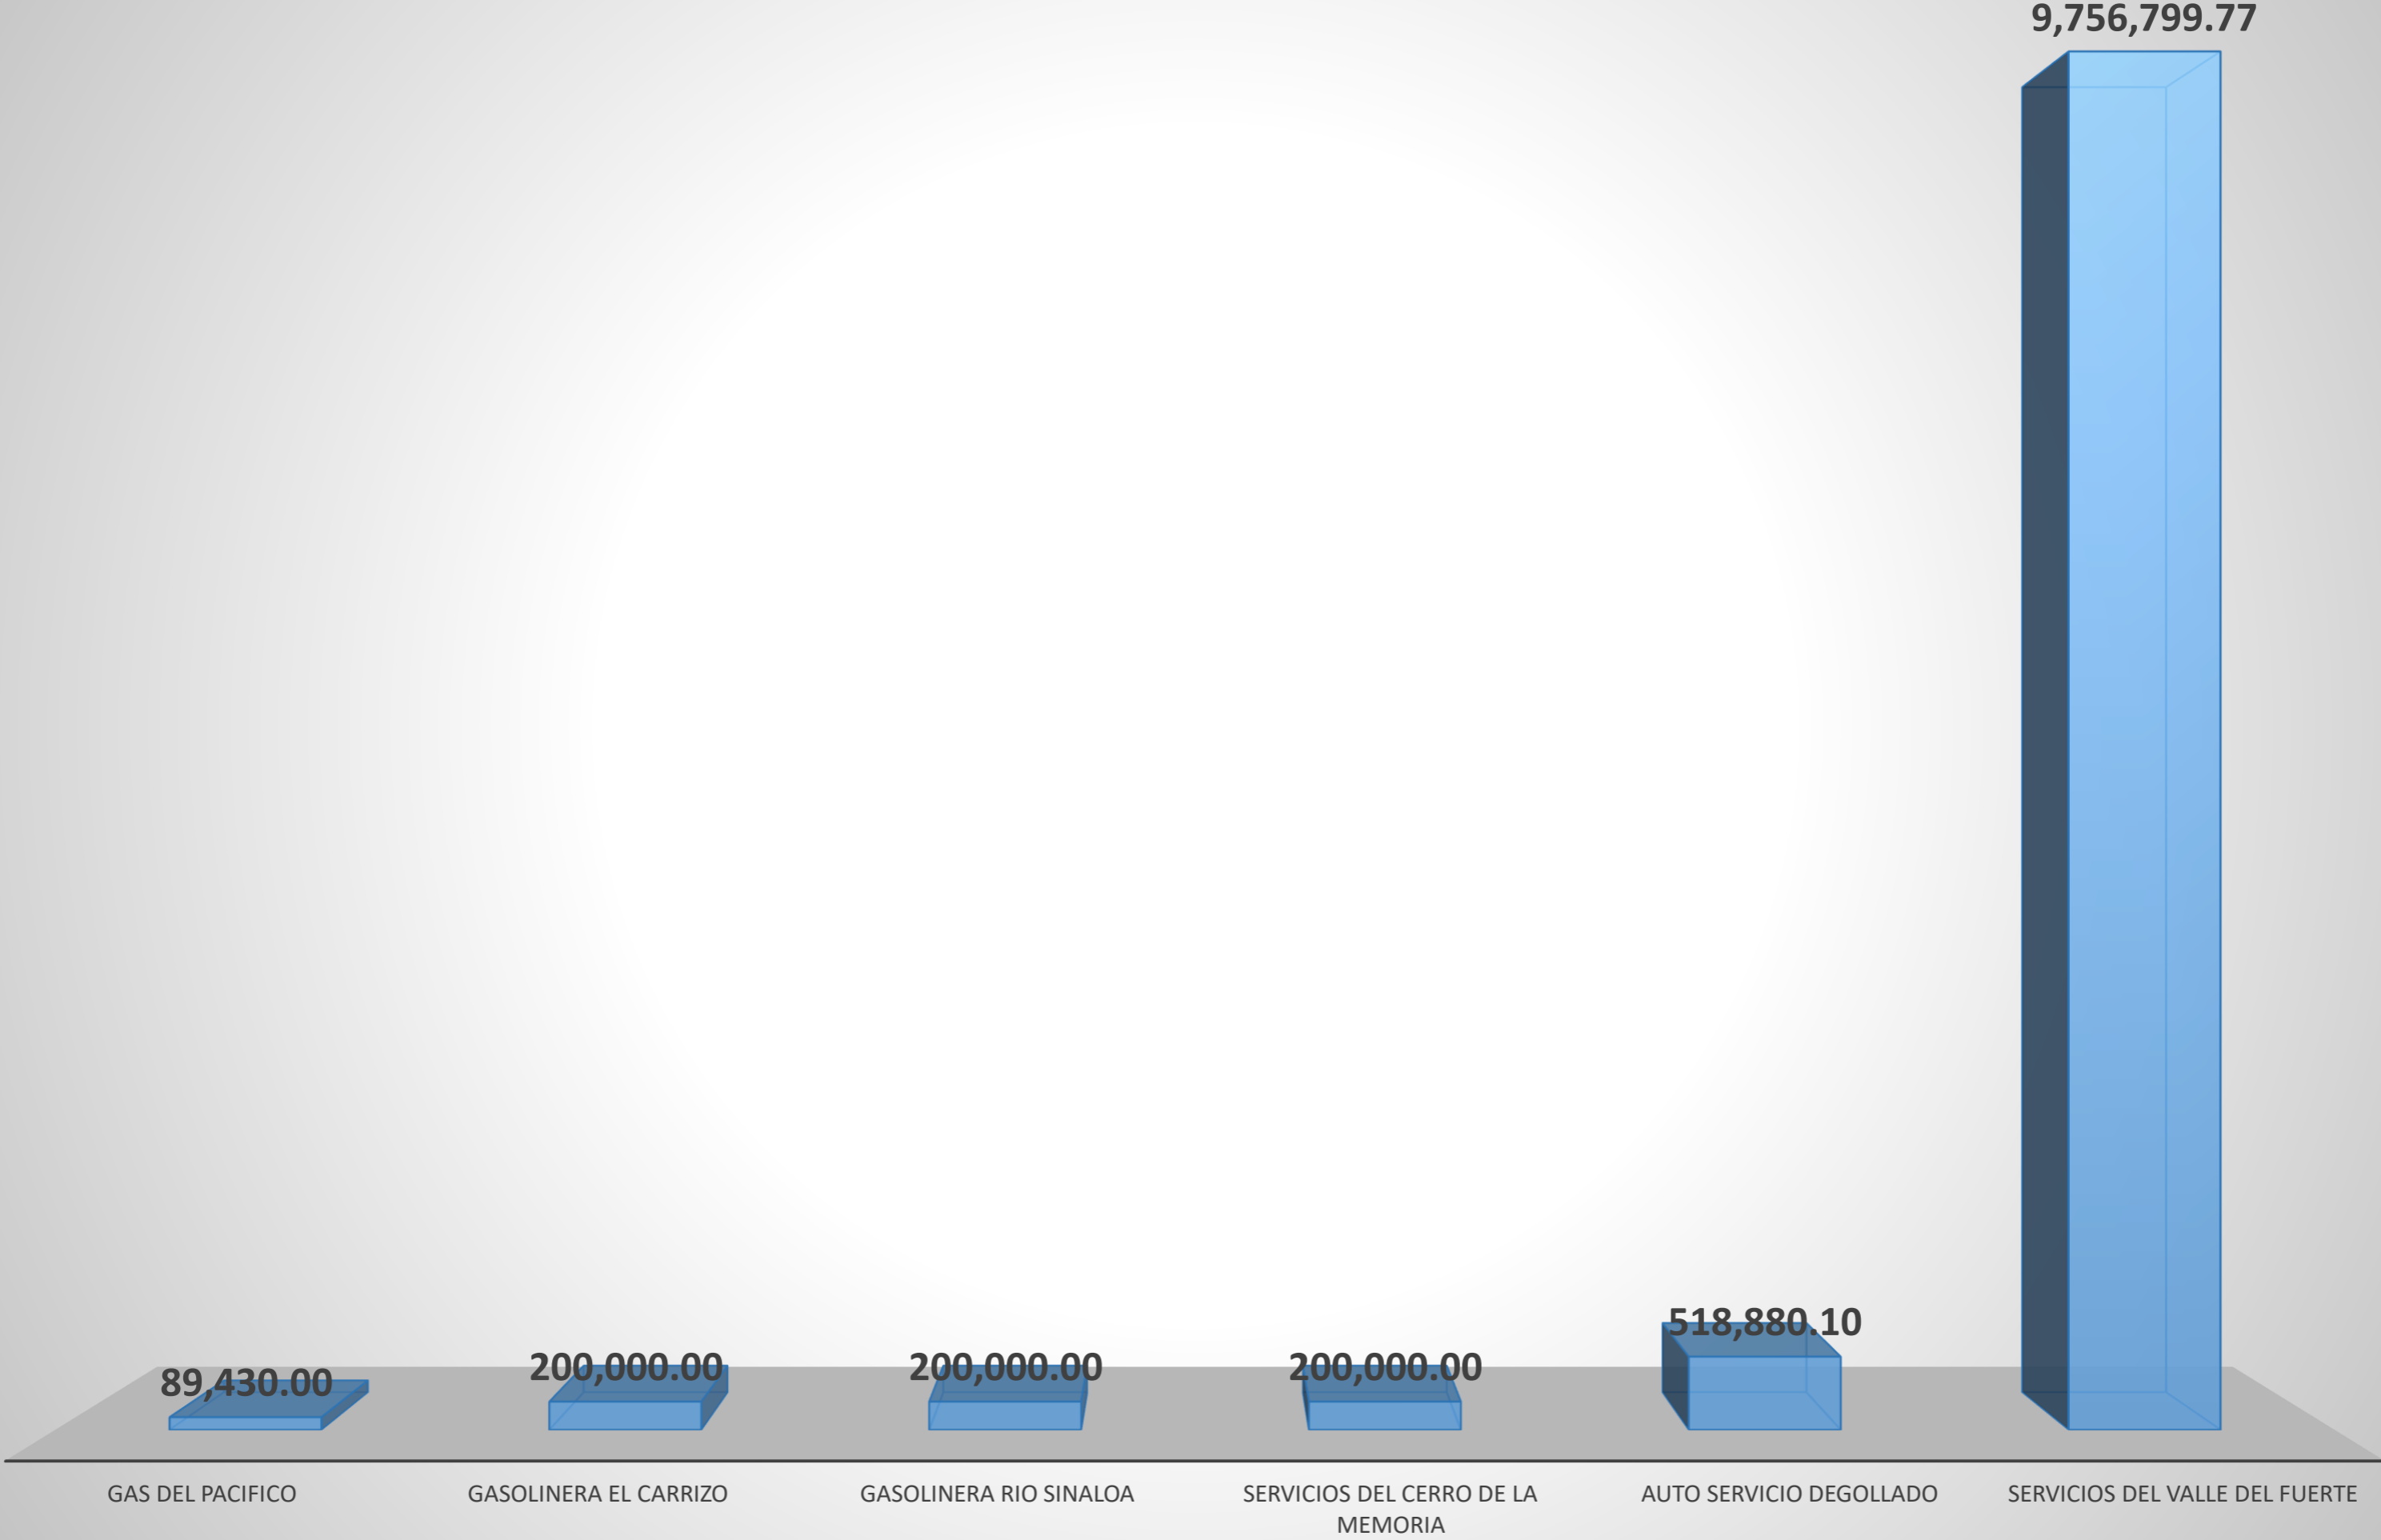 9,756,799.77
518,880.10
89,430.00
200,000.00
200,000.00
200,000.00
GAS DEL PACIFICO
GASOLINERA EL CARRIZO
GASOLINERA RIO SINALOA
SERVICIOS DEL CERRO DE LA
MEMORIA
AUTO SERVICIO DEGOLLADO
SERVICIOS DEL VALLE DEL FUERTE